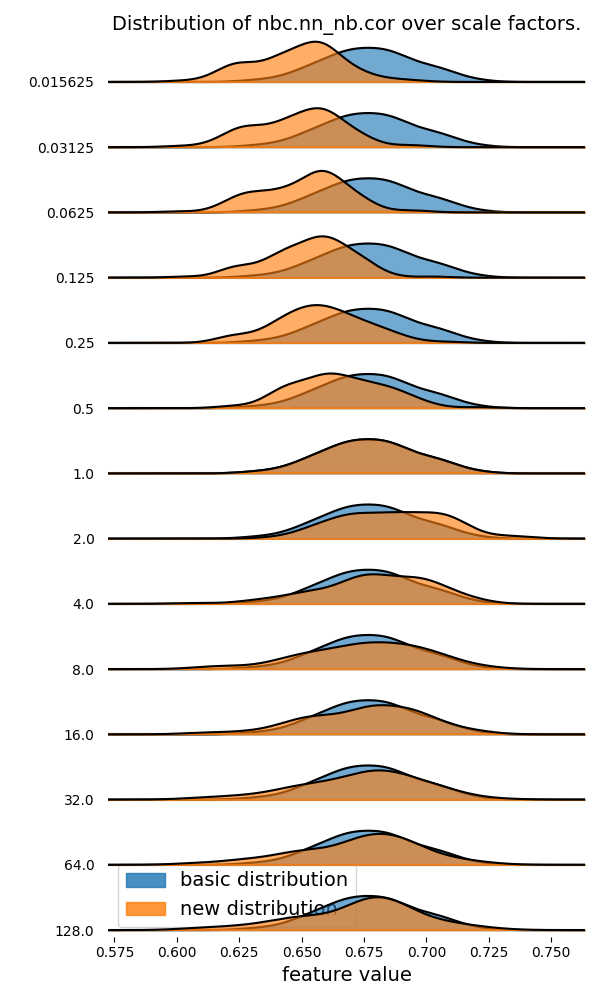 Distribution of nbc.nn_nb.cor over scale factors.
0.015625
0.03125
0.0625
0.125
0.25
0.5
1.0
2.0
4.0
8.0
16.0
32.0
64.0
basic distribution
new distribution
128.0
0.575 0.600 0.625 0.650 0.675 0.700 0.725 0.750
feature value